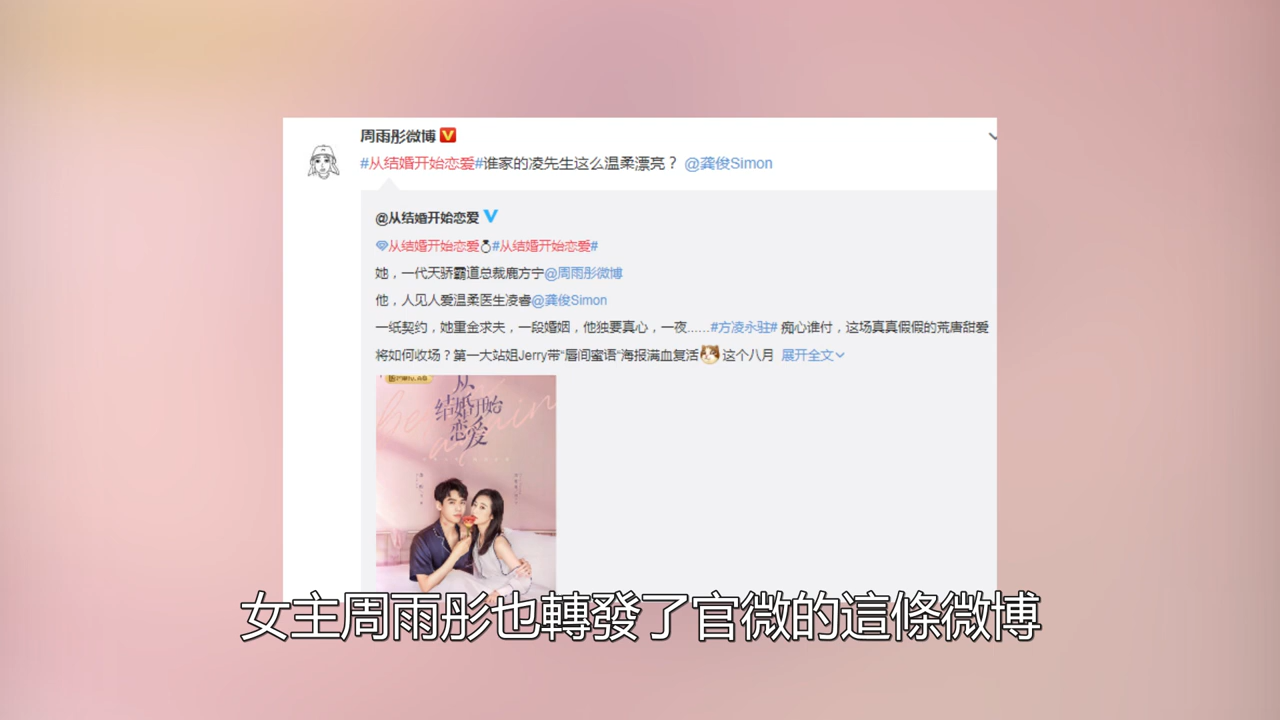 周雨彤微博
#从结婚开始恋爱#谁家的凌先生这么温柔漂亮？ @龚俊Simon
@从结婚开始恋爱
从结婚开始恋爱#从结婚开始恋爱#
她，一代天骄霸道总裁鹿方宁@周雨彤微博
他，人见人爱温柔医生凌睿@龚俊Simon
一纸契约，她重金求夫，一段婚姻，他独要真心，一夜......#方凌永驻# 痴心谁付，这场真真假假的荒唐甜爱
将如何收场？第一大站姐Jerry带“唇间蜜语”海报满血复活 这个八月 展开全文
从
结婚开始
恋爱
女主周雨彤也轉發了官微的這條微博